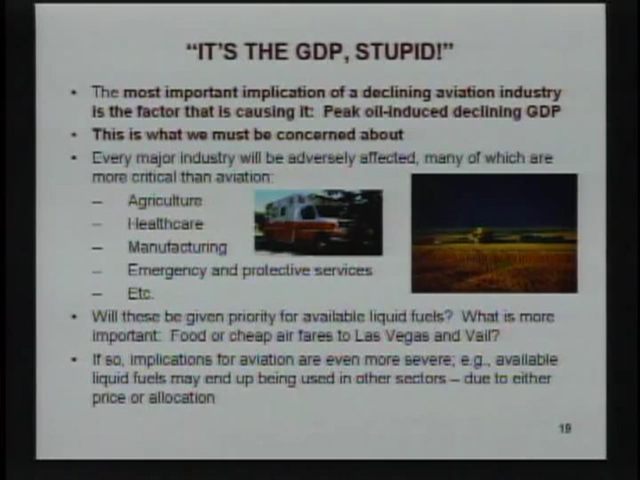 "IT'S THE GDP, STUPID!"
• The most important implication of a declining aviation industry
is the factor that is causing it: Peak oil-induced declining GDP
• This is what we must be concerned about
• Every major industry will be adversely affected, many of which are
more critical than aviation:
– Agriculture
– Healthcare
– Manufacturing
– Emergency and protective services
– Etc.
• Will these be given priority for available liquid fuels? What is more
important: Food or cheap air fares to Las Vegas and Vail?
• If so, implications for aviation are even more severe; e.g., available
liquid fuels may end up being used in other sectors – due to either
price or allocation
19